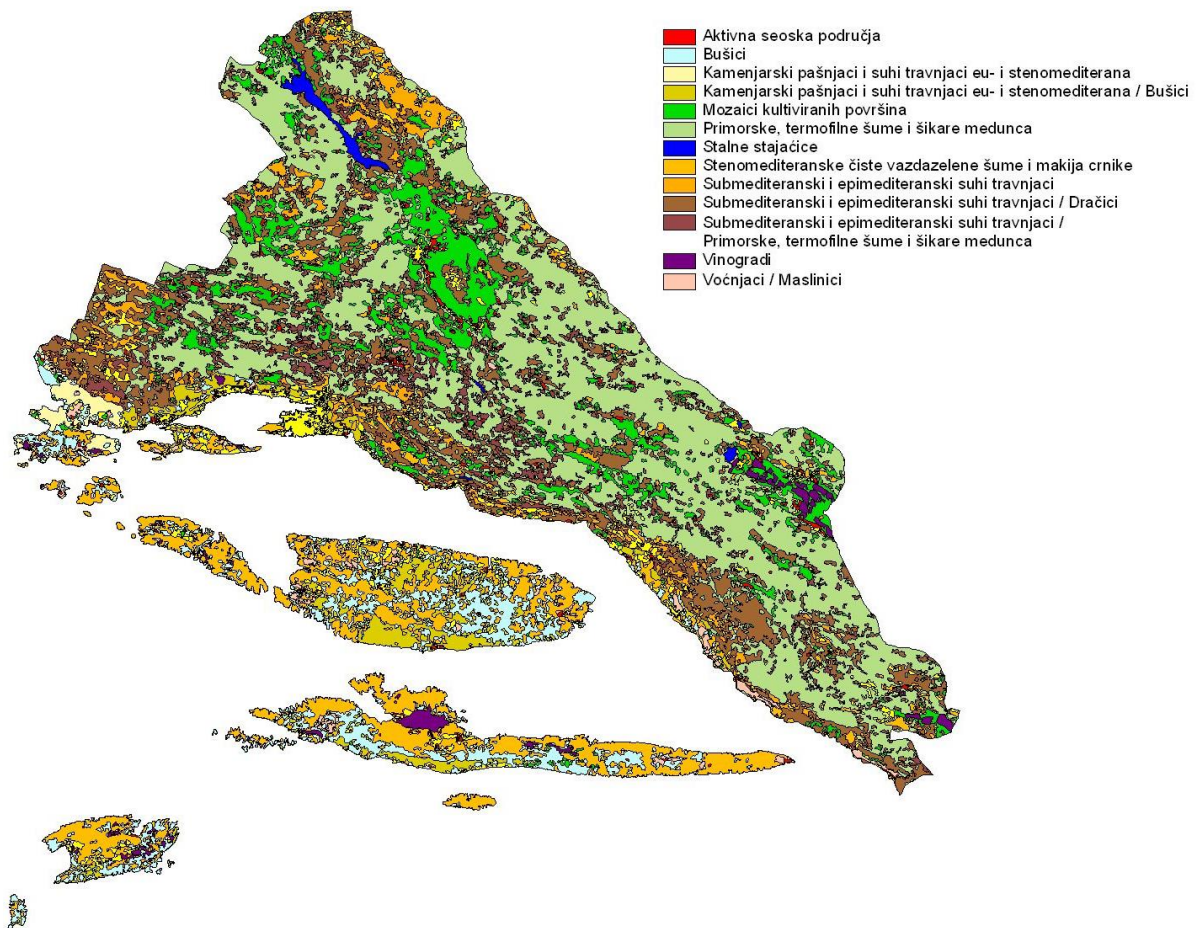 Aktivna seoska područja
Bušici
Kamenjarski pašnjaci i suhi travnjaci eu- i stenomediterana
Kamenjarski pašnjaci i suhi travnjaci eu- i stenomediterana / Bušici
Mozaici kultiviranih površina
Primorske, termofilne šume i šikare medunca
Stalne stajaćice
Stenomediteranske čiste vazdazelene šume i makija crnike
Submediteranski i epimediteranski suhi travnjaci
Submediteranski i epimediteranski suhi travnjaci / Dračici
Submediteranski i epimediteranski suhi travnjaci /
Primorske, termofilne šume i šikare medunca
Vinogradi
Voćnjaci / Maslinici